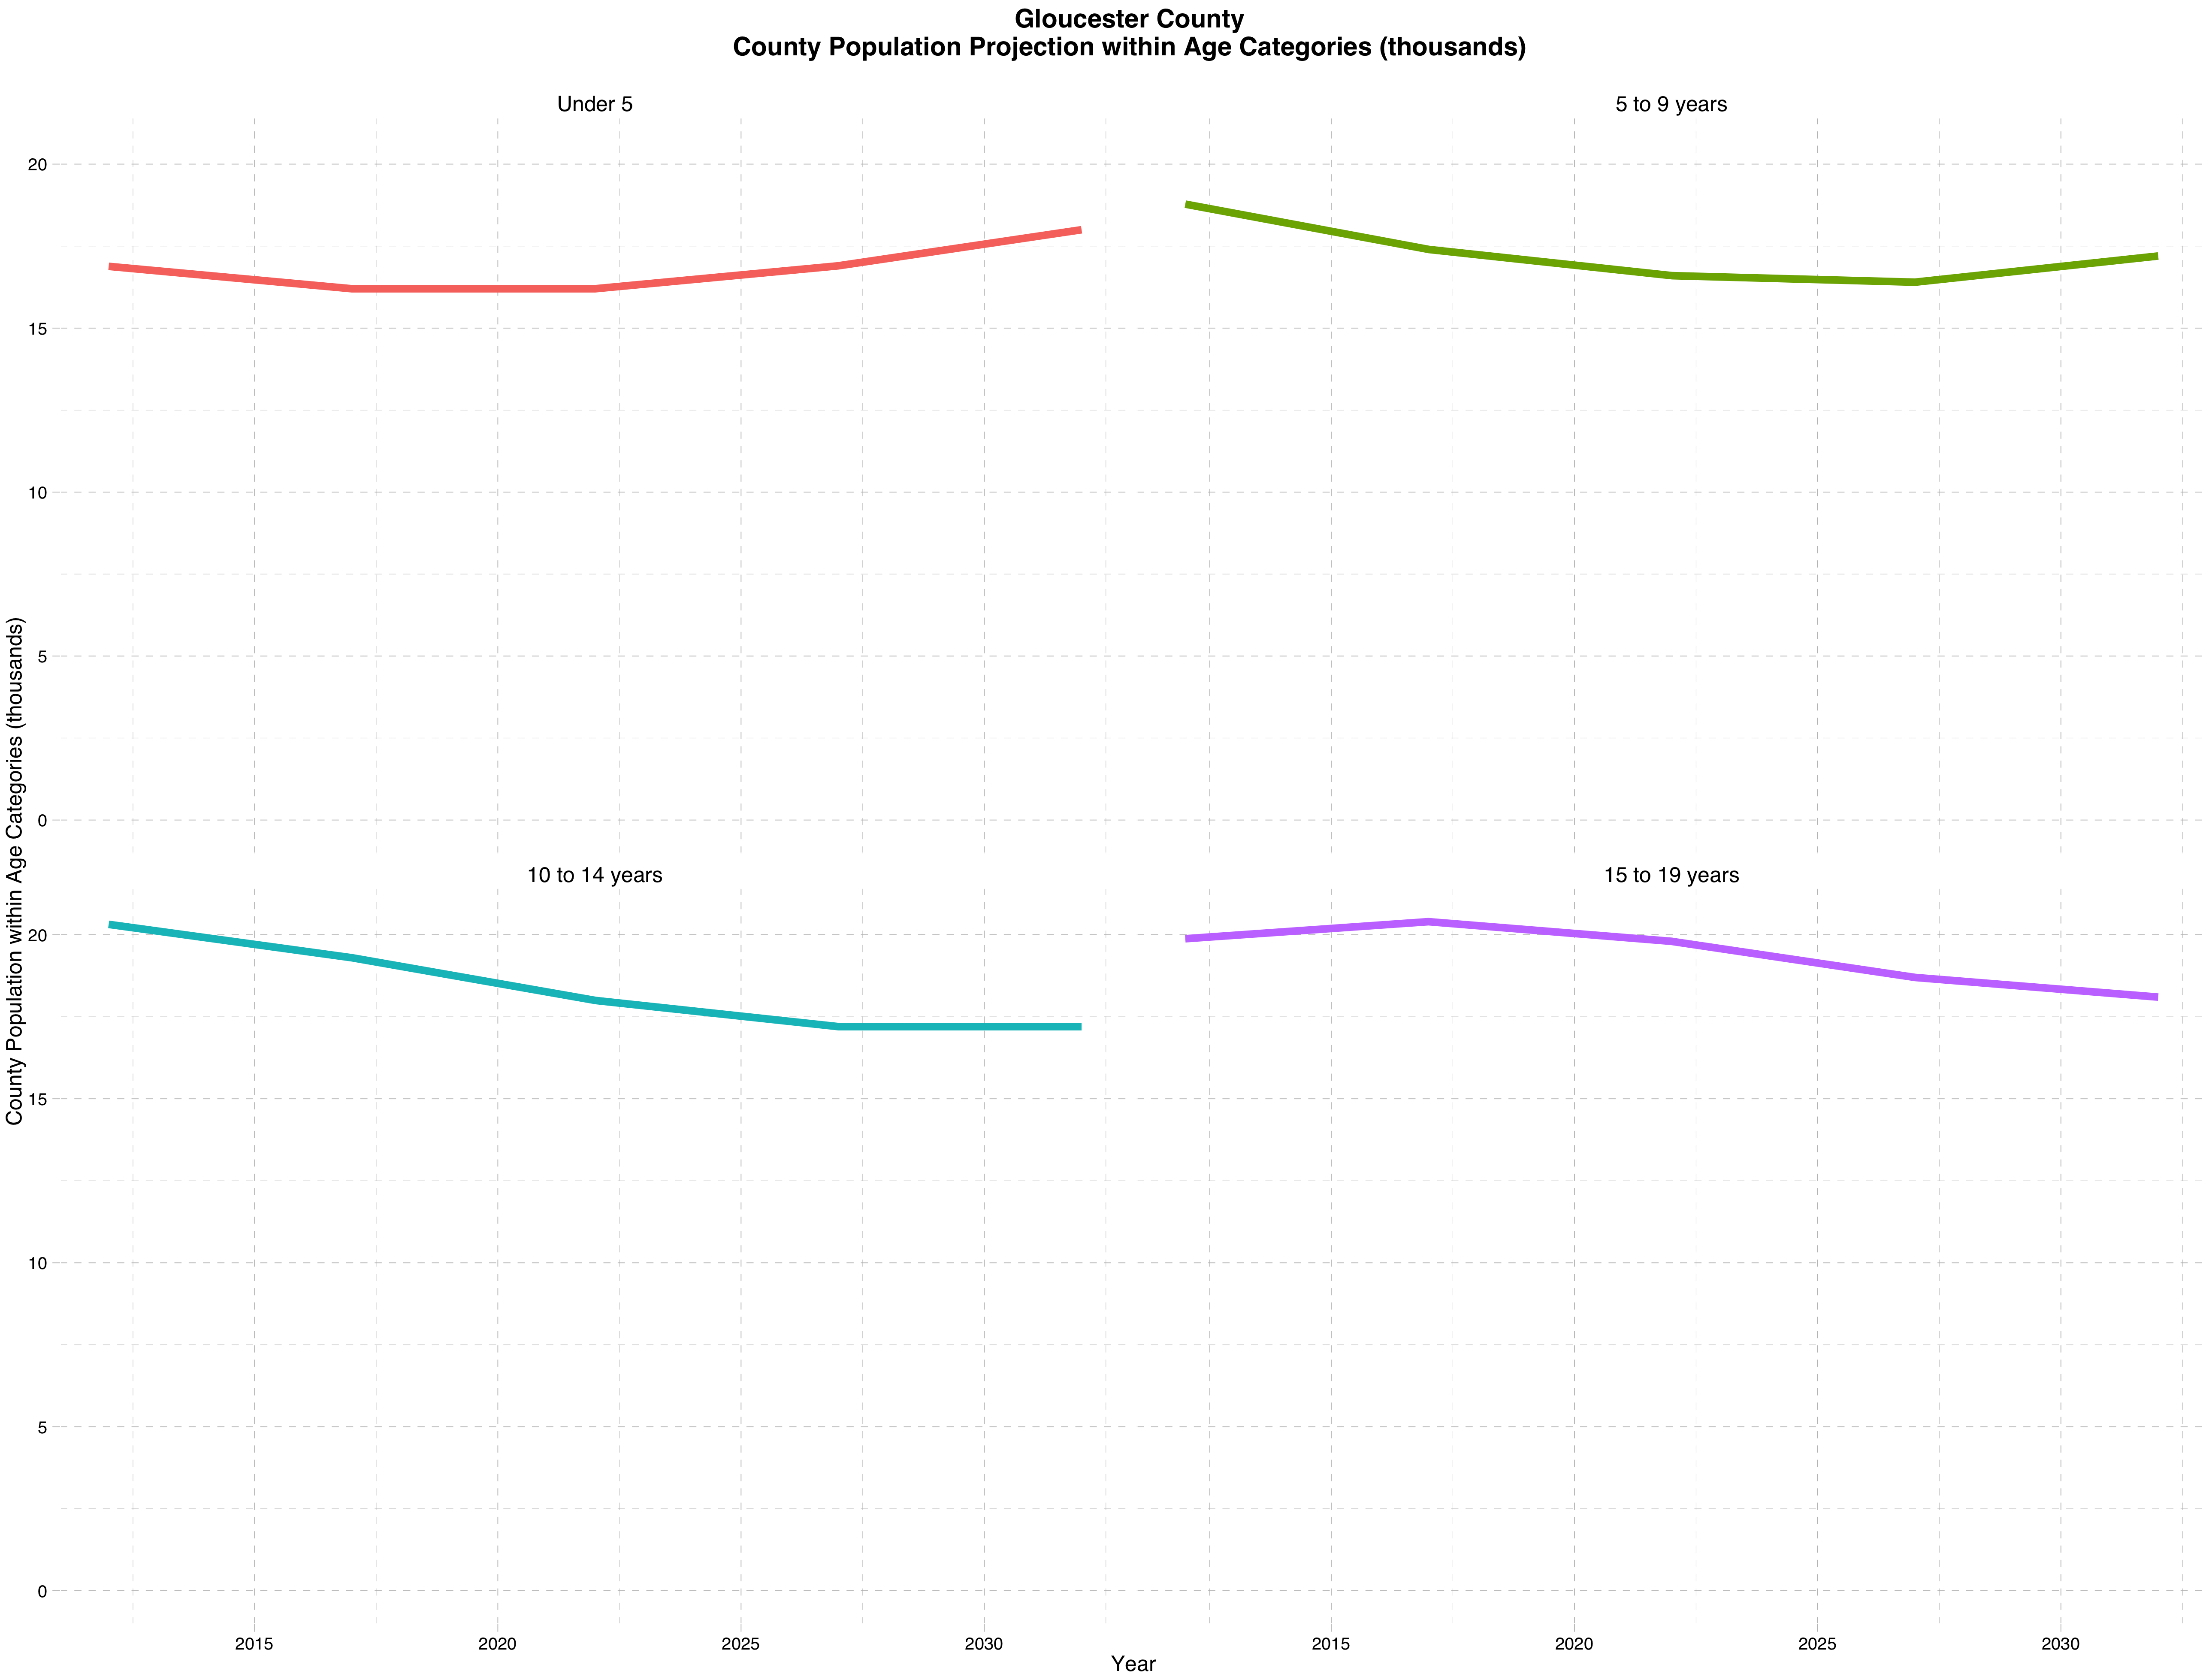 Gloucester County
County Population Projection within Age Categories (thousands)
Under 5
5 to 9 years
20
15
10
5
0
10 to 14 years
15 to 19 years
20
15
10
5
0
County Population within Age Categories (thousands)
2015 2020 2025 2030 2015 2020 2025 2030
Year